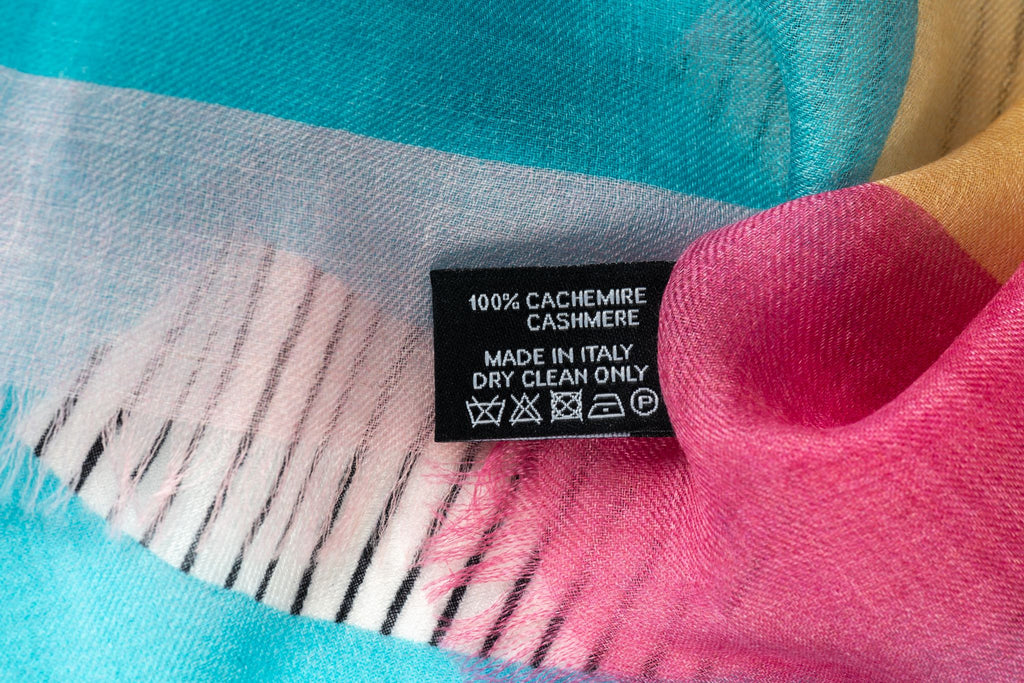 100% CACHEMIRE
CASHMERE
MADE IN ITALY
DRY CLEAN ONLY
P